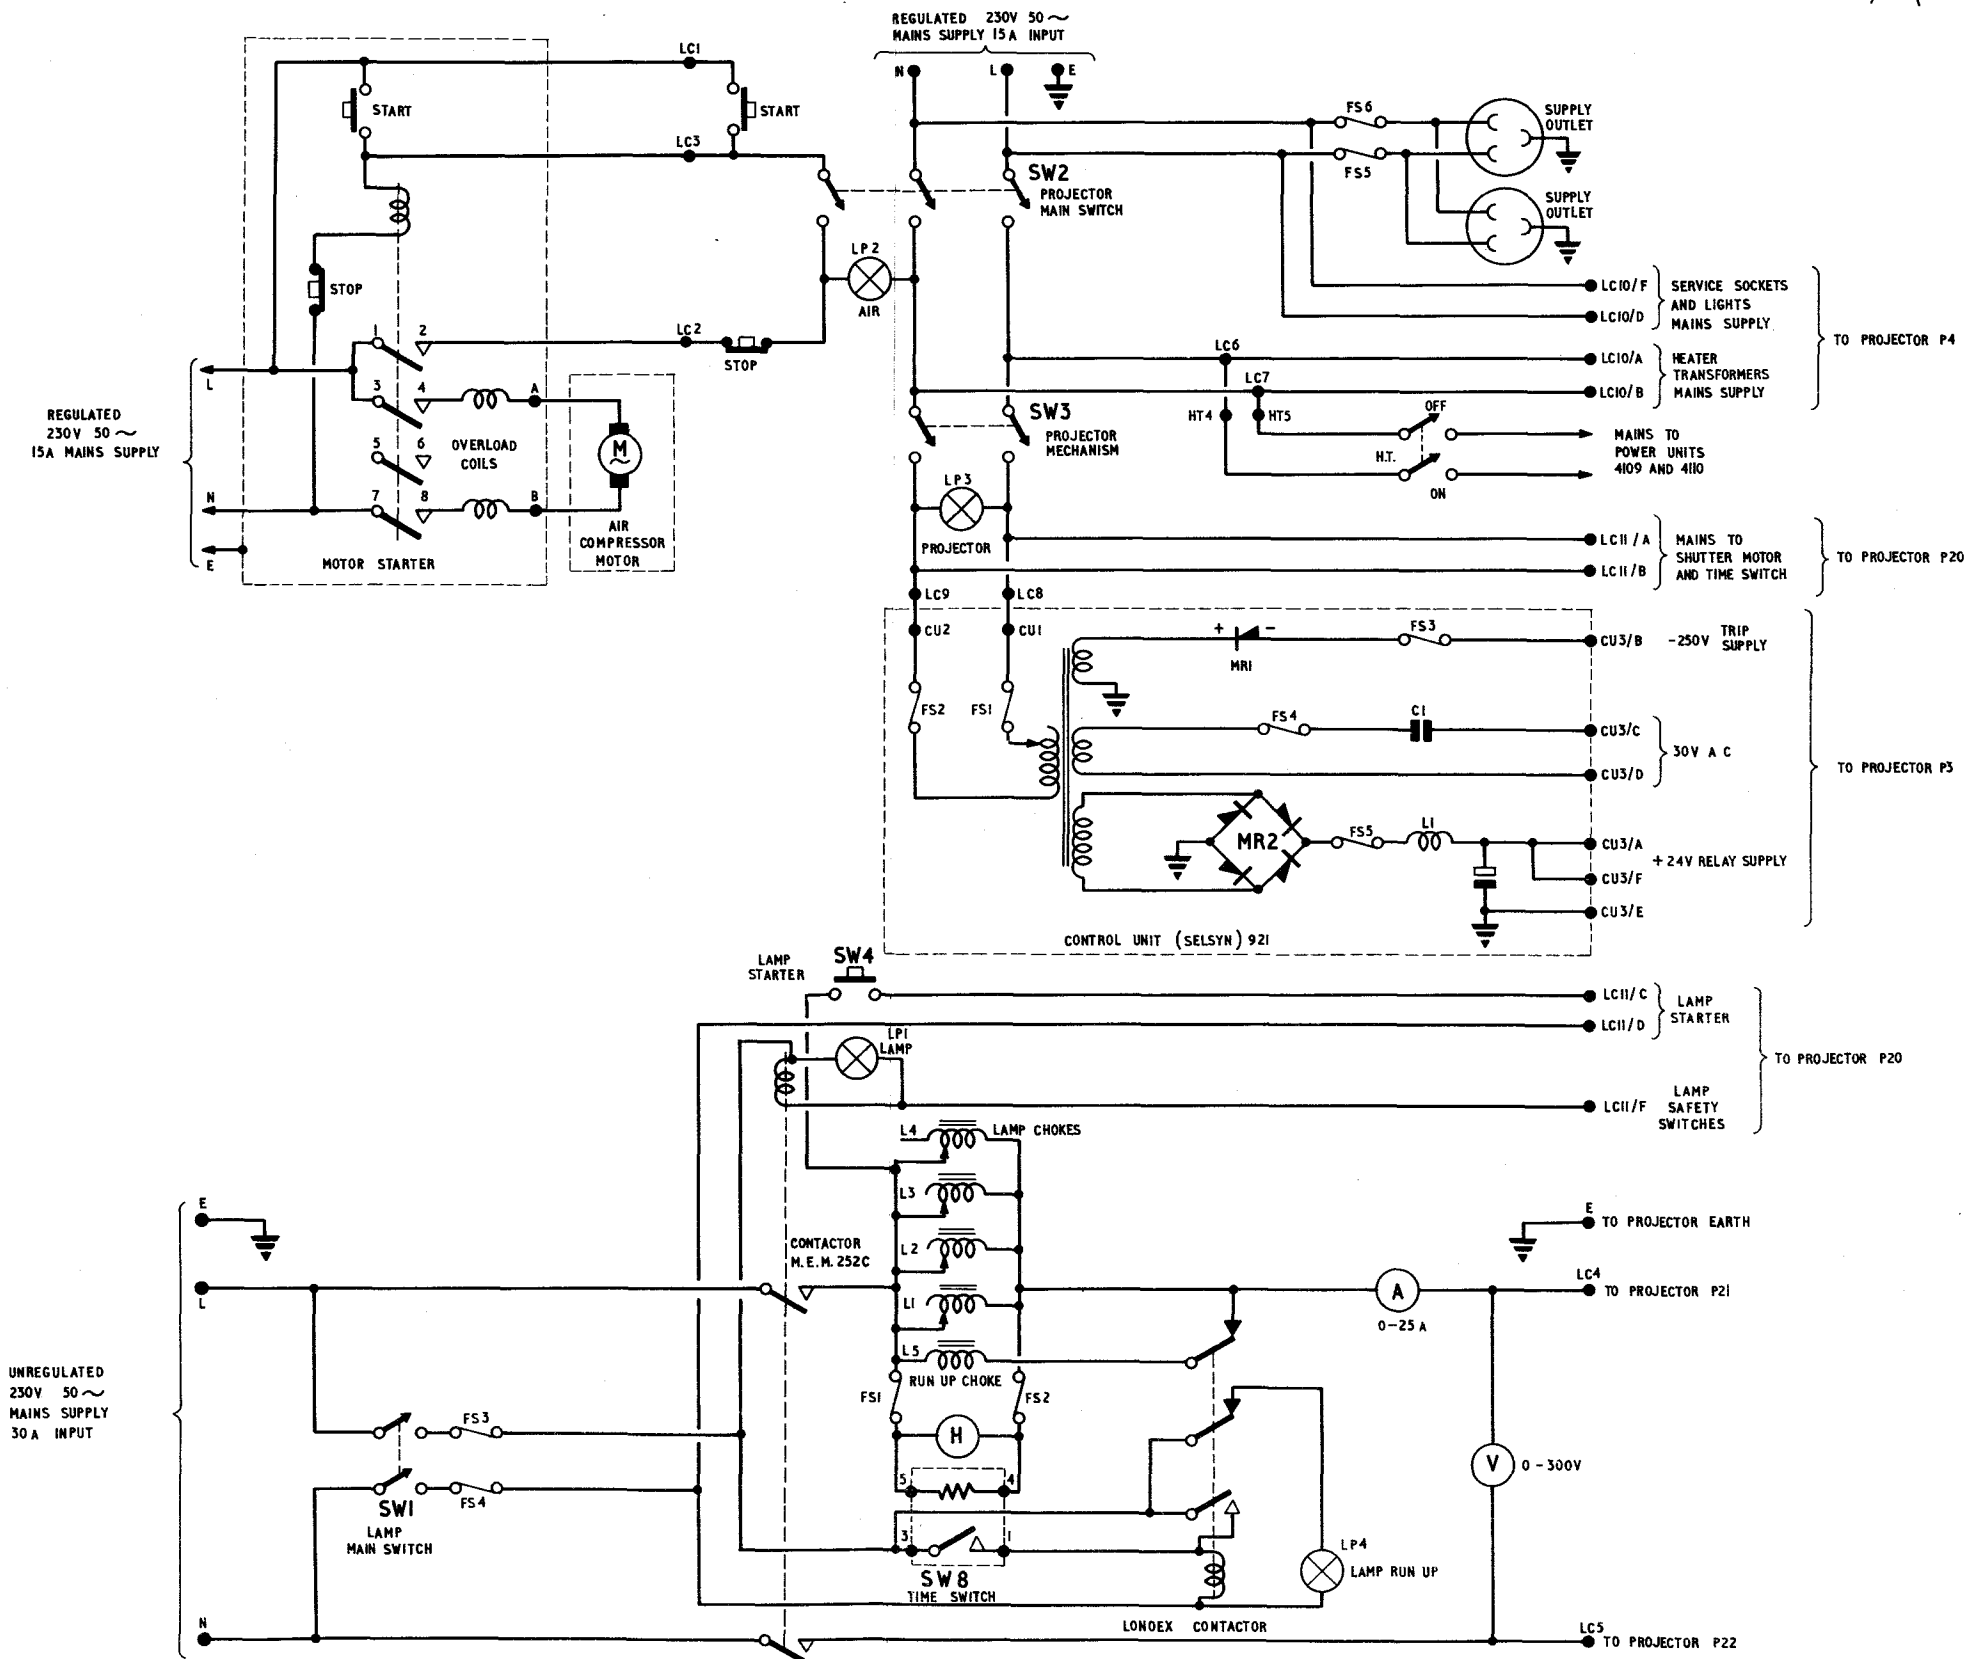 REGULATED 230V 50~
MAINS SUPPLY 15A INPUT
N
L
E
LC1
START
START
LC3
FS6
SUPPLY
OUTLET
FS5
SW2
PROJECTOR
MAIN SWITCH
SUPPLY
OUTLET
LP2
AIR
STOP
LC10/F
LC10/D
SERVICE SOCKETS
AND LIGHTS
MAINS SUPPLY
TO PROJECTOR P4
LC6
LC10/A
LC7
LC10/B
HEATER
TRANSFORMERS
MAINS SUPPLY
1
2
LC2
STOP
L
3
4
A
REGULATED
230V 50~
15A MAINS SUPPLY
5
6
OVERLOAD
COILS
M
~
N
7
8
B
E
MOTOR STARTER
AIR
COMPRESSOR
MOTOR
SW3
PROJECTOR
MECHANISM
HT4
HT5
OFF
H.T.
ON
MAINS TO
POWER UNITS
4109 AND 4110
LP3
PROJECTOR
LC11/A
LC11/B
MAINS TO
SHUTTER MOTOR
AND TIME SWITCH
TO PROJECTOR P20
LC9
LC8
CU2
CU1
+
-
MR1
FS3
CU3/B
-250V TRIP
SUPPLY
FS2
FS1
FS4
C1
CU3/C
30V A C
CU3/D
TO PROJECTOR P3
MR2
FS5
L1
CU3/A
+24V RELAY SUPPLY
CU3/F
CU3/E
CONTROL UNIT (SELSYN) 921
LAMP
STARTER
SW4
LC11/C
LC11/D
LAMP
STARTER
LP1
LAMP
TO PROJECTOR P20
LC11/F
LAMP
SAFETY
SWITCHES
L4
LAMP CHOKES
L3
L2
L1
L5
RUN UP CHOKE
CONTACTOR
M.E.M. 252C
E
L
E
TO PROJECTOR EARTH
LC4
TO PROJECTOR P21
A
0-25A
UNREGULATED
230V 50~
MAINS SUPPLY
30A INPUT
FS1
FS2
FS3
H
FS4
SW1
LAMP
MAIN SWITCH
5
4
3
1
SW8
TIME SWITCH
V
0-300V
LP4
LAMP RUN UP
LONDEX CONTACTOR
N
LC5
TO PROJECTOR P22